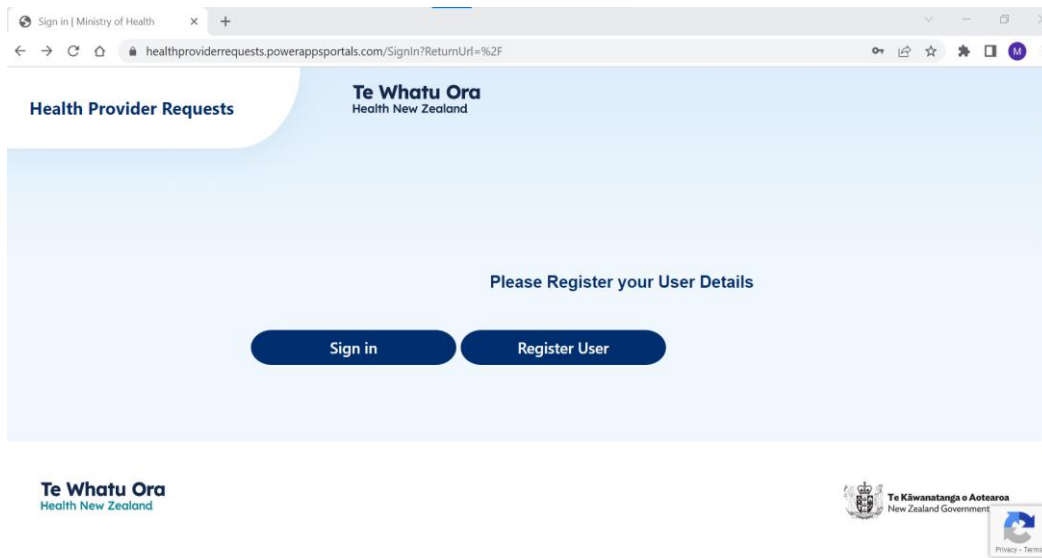 Sign in | Ministry of Health
healthproviderrequests.powerappsportals.com/SignIn?ReturnUrl=%2F
M
Health Provider Requests
Te Whatu Ora
Health New Zealand
Please Register your User Details
Sign in
Register User
Te Whatu Ora
Health New Zealand
Te Kāwanatanga o Aotearoa
New Zealand Government
Privacy - Terms